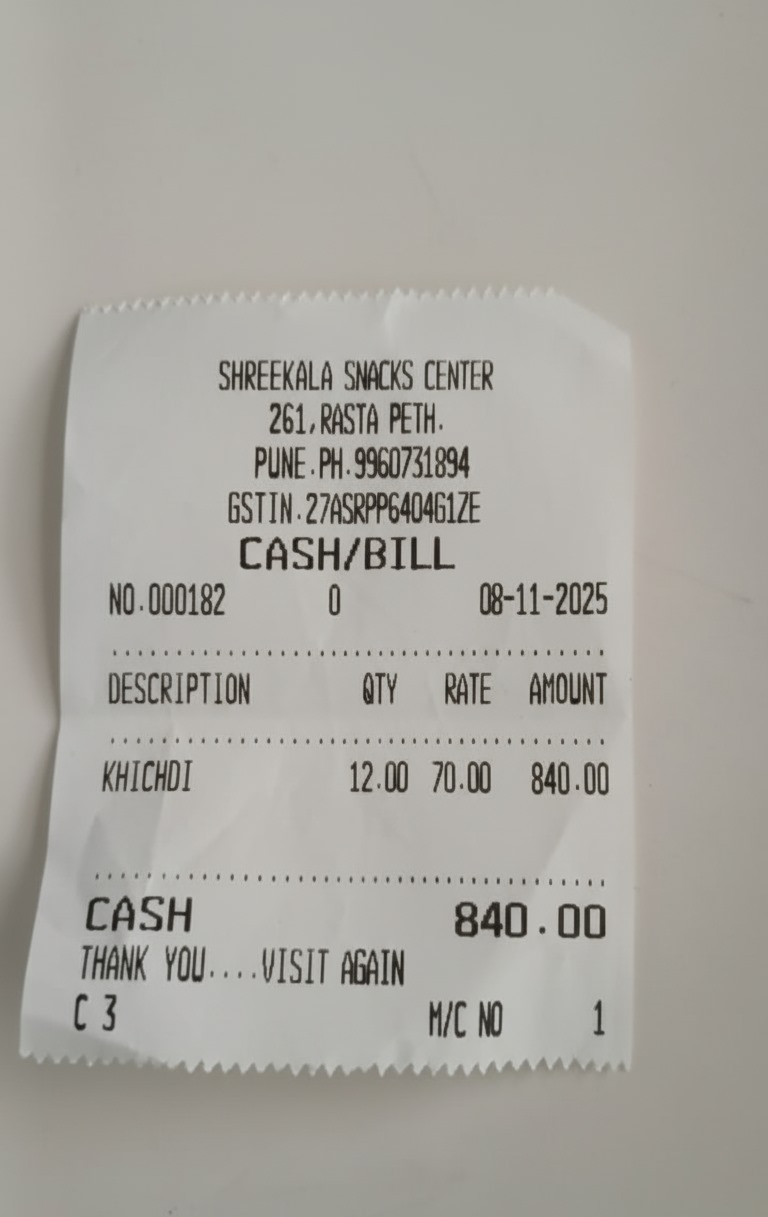 SHREEKALA SNACKS CENTER
261,RASTA PETH.
PUNE.PH.9960731894
GSTIN.27ASRPP6404G1ZE
CASH/BILL
NO.000182 0 08-11-2025
DESCRIPTION QTY RATE AMOUNT
KHICHDI 12.00 70.00 840.00
CASH 840.00
THANK YOU....VISIT AGAIN
C 3 M/C NO 1